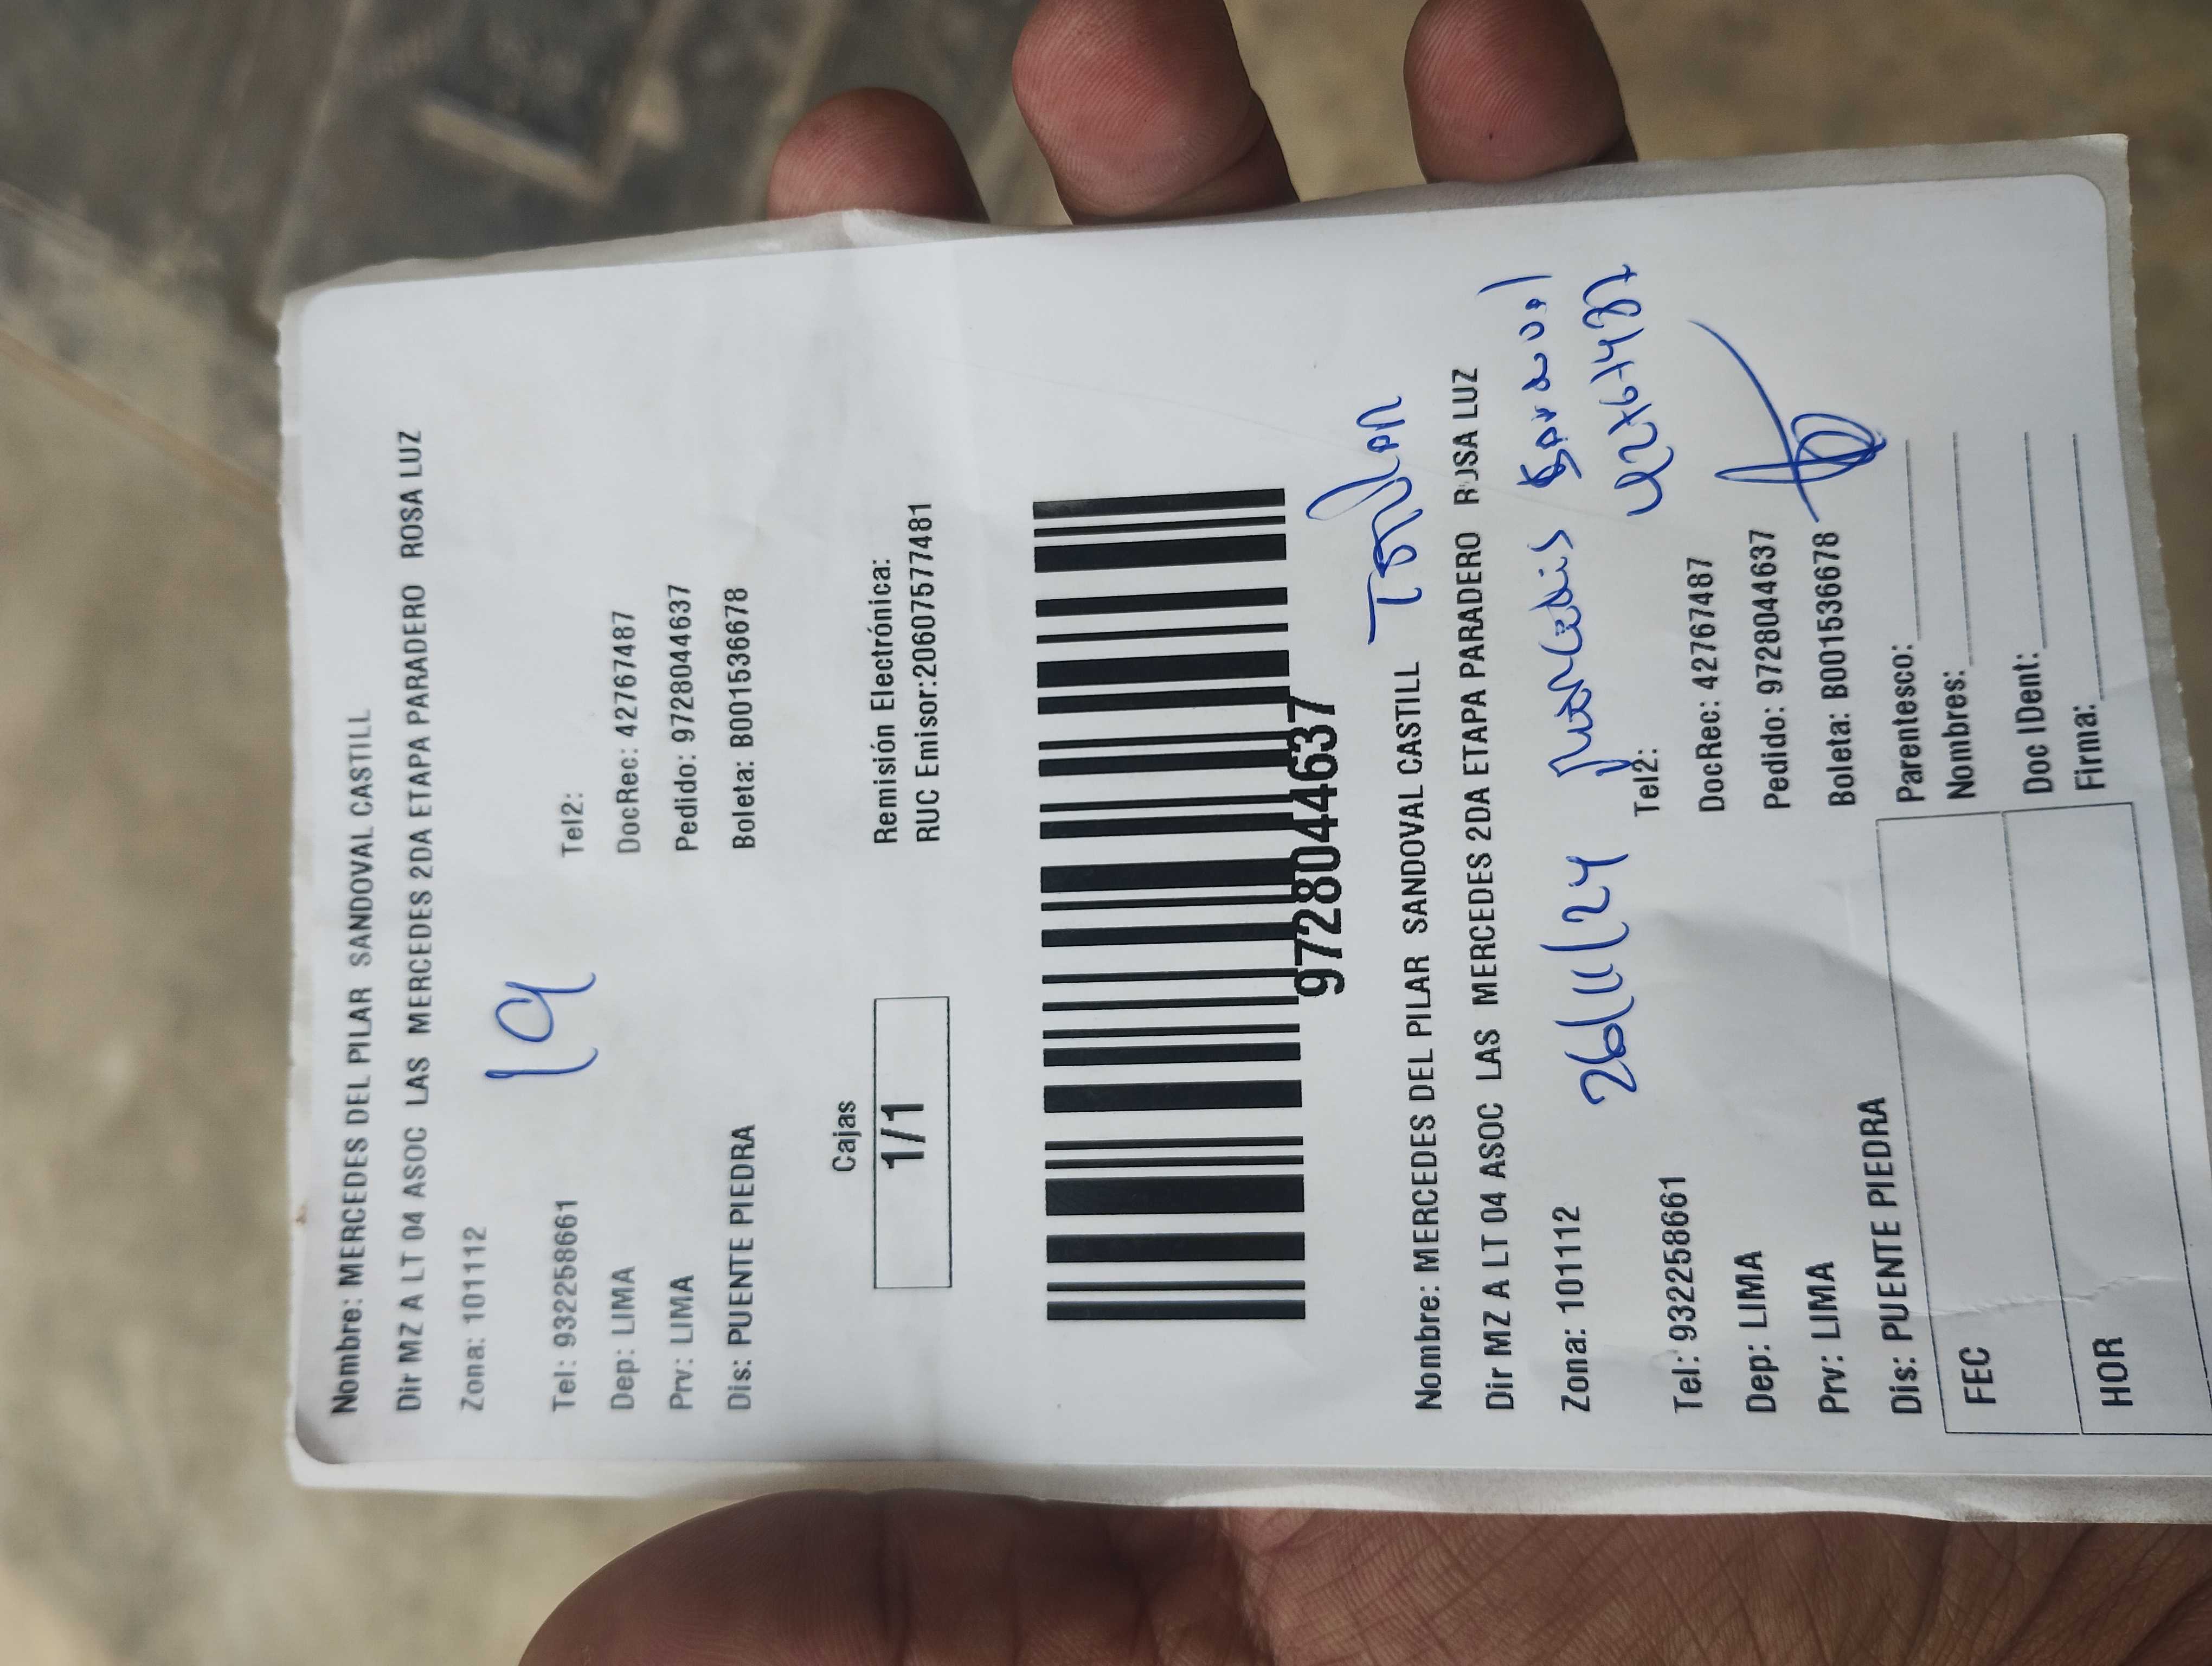 Nombre: MERCEDES DEL PILAR SANDOVAL CASTILL
Dir MZ A LT 04 ASOC LAS MERCEDES 2DA ETAPA PARADERO ROSA LUZ
Zona: 101112
19
Tel: 932258661 Tel2:
Dep: LIMA DocRec: 42767487
Prv: LIMA Pedido: 9728044637
Dis: PUENTE PIEDRA Boleta: B001536678
Cajas
1/1
Remisión Electrónica:
RUC Emisor:20607577481
9728044637
Nombre: MERCEDES DEL PILAR SANDOVAL CASTILL
Dir MZ A LT 04 ASOC LAS MERCEDES 2DA ETAPA PARADERO ROSA LUZ
Zona: 101112 26/11/24
42767487
Tel: 932258661 Tel2:
Dep: LIMA DocRec: 42767487
Prv: LIMA Pedido: 9728044637
Dis: PUENTE PIEDRA Boleta: B001536678
FEC
HOR
Parentesco:
Nombres:
Doc IDent:
Firma: